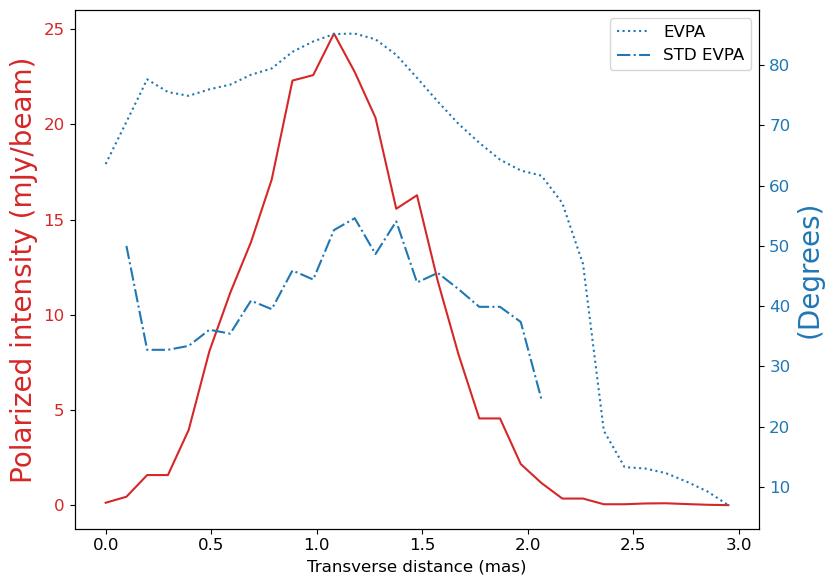 Polarized intensity (mJy/beam)
25
20
15
10
5
0
0.0 0.5 1.0 1.5 2.0 2.5 3.0
Transverse distance (mas)
EVPA
STD EVPA
80
70
60
50
40
30
20
10
(Degrees)